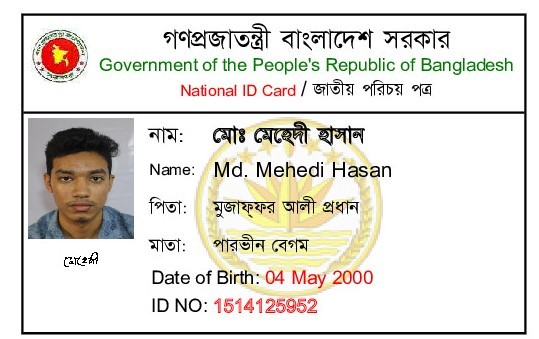 গণপ্রজাতন্ত্রী বাংলাদেশ সরকার
Government of the People's Republic of Bangladesh
National ID Card / জাতীয় পরিচয় পত্র
নাম: মোঃ মেহেদী হাসান
Name: Md. Mehedi Hasan
পিতা: মুজাফ্ফর আলী প্রধান
মাতা: পারভীন বেগম
মেহেদী
Date of Birth: 04 May 2000
ID NO: 1514125952